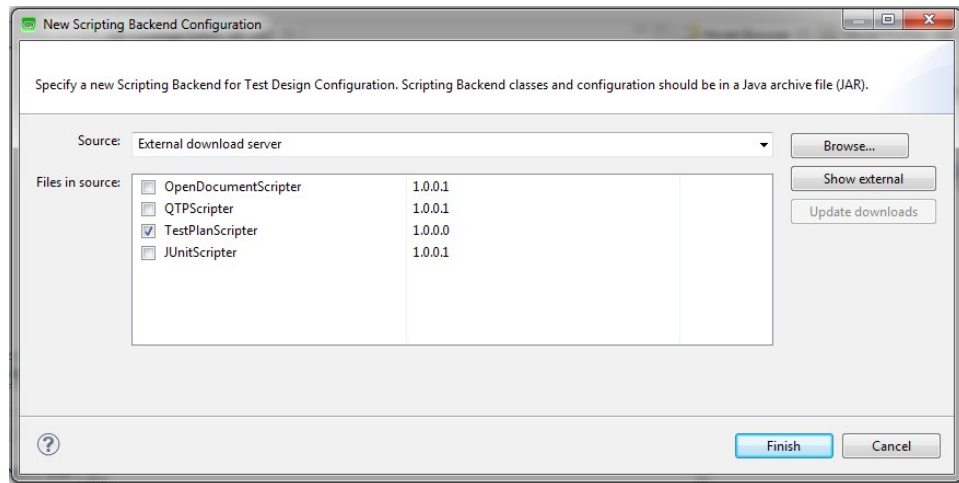 New Scripting Backend Configuration
Specify a new Scripting Backend for Test Design Configuration. Scripting Backend classes and configuration should be in a Java archive file (JAR).
Source: External download server Browse...
Files in source: OpenDocumentScripter 1.0.0.1 Show external
QTPScripter 1.0.0.1 Update downloads
TestPlanScripter 1.0.0.0
JUnitScripter 1.0.0.1
Finish Cancel